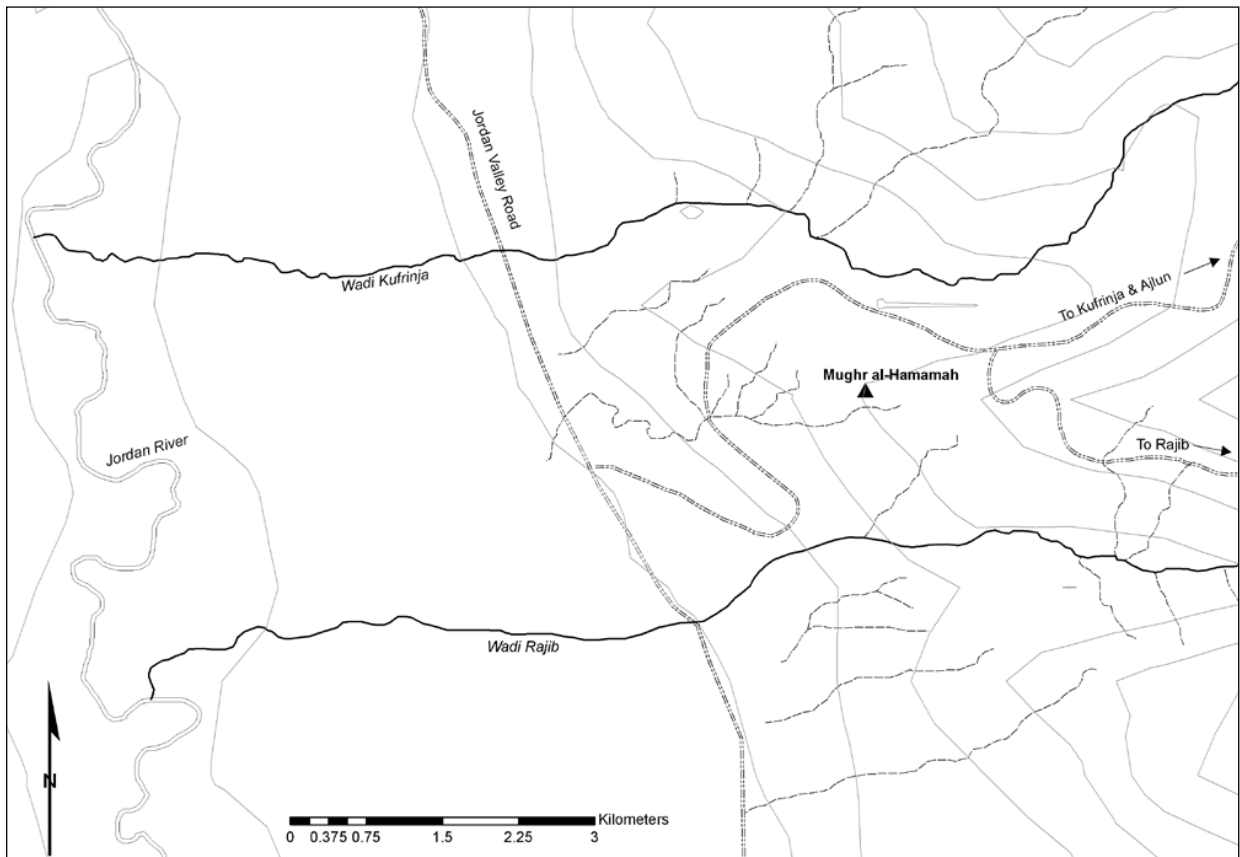 Jordan Valley Road
Wadi Kufrinja
To Kufrinja & Ajlun
Mughr al-Hamamah
To Rajib
Jordan River
Wadi Rajib
N
Kilometers
0 0.375 0.75 1.5 2.25 3